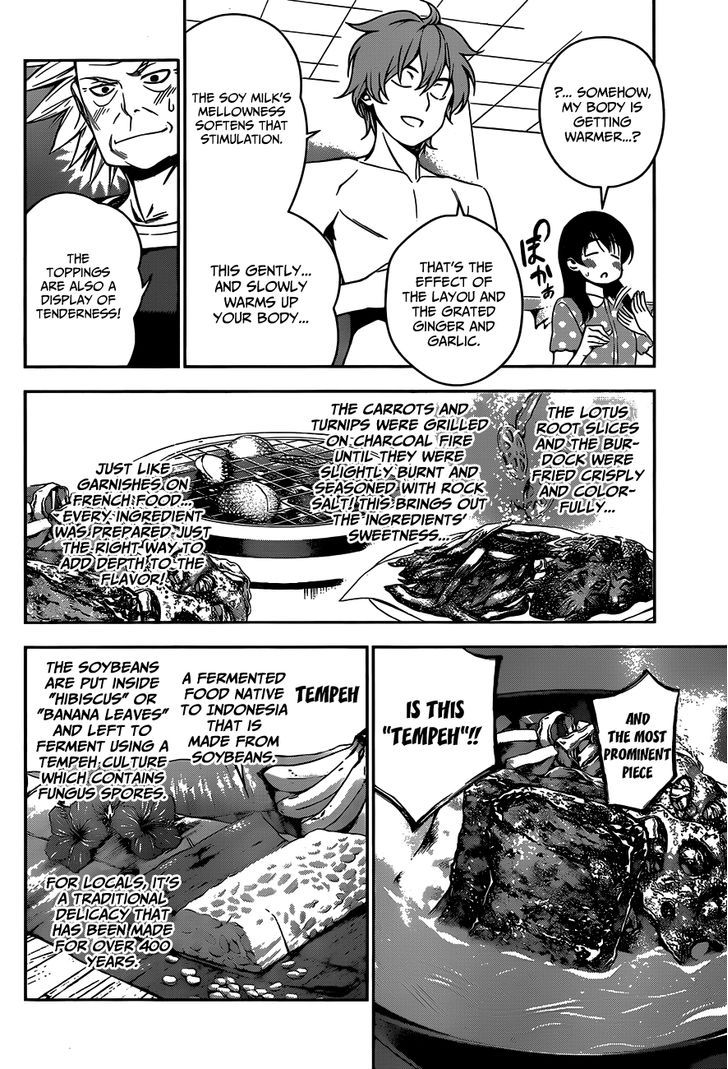 ?... SOMEHOW,
MY BODY IS
GETTING
WARMER...?
ぽかぁ
THAT'S THE
EFFECT OF
THE LAYOU AND
THE GRATED
GINGER AND
GARLIC.
THE SOY MILK'S
MELLOWNESS
SOFTENS THAT
STIMULATION.
THIS GENTLY...
AND SLOWLY
WARMS UP
YOUR BODY...
THE
TOPPINGS
ARE ALSO A
DISPLAY OF
TENDERNESS!
THE LOTUS
ROOT SLICES
AND THE BUR-
DOCK WERE
FRIED CRISPLY
AND COLOR-
FULLY...
THE CARROTS AND
TURNIPS WERE GRILLED
ON CHARCOAL FIRE
UNTIL THEY WERE
SLIGHTLY BURNT AND
SEASONED WITH ROCK
SALT! THIS BRINGS OUT
THE INGREDIENTS'
SWEETNESS...
JUST LIKE
GARNISHES ON
FRENCH FOOD...
EVERY INGREDIENT
WAS PREPARED JUST
THE RIGHT WAY TO
ADD DEPTH TO THE
FLAVOR!
AND
THE MOST
PROMINENT
PIECE
IS THIS
"TEMPEH"!!
TEMPEH
A FERMENTED
FOOD NATIVE
TO INDONESIA
THAT IS
MADE FROM
SOYBEANS.
THE SOYBEANS
ARE PUT INSIDE
"HIBISCUS" OR
"BANANA LEAVES"
AND LEFT TO
FERMENT USING A
TEMPEH CULTURE
WHICH CONTAINS
FUNGUS SPORES.
FOR LOCALS, IT'S
A TRADITIONAL
DELICACY THAT
HAS BEEN MADE
FOR OVER 400
YEARS.